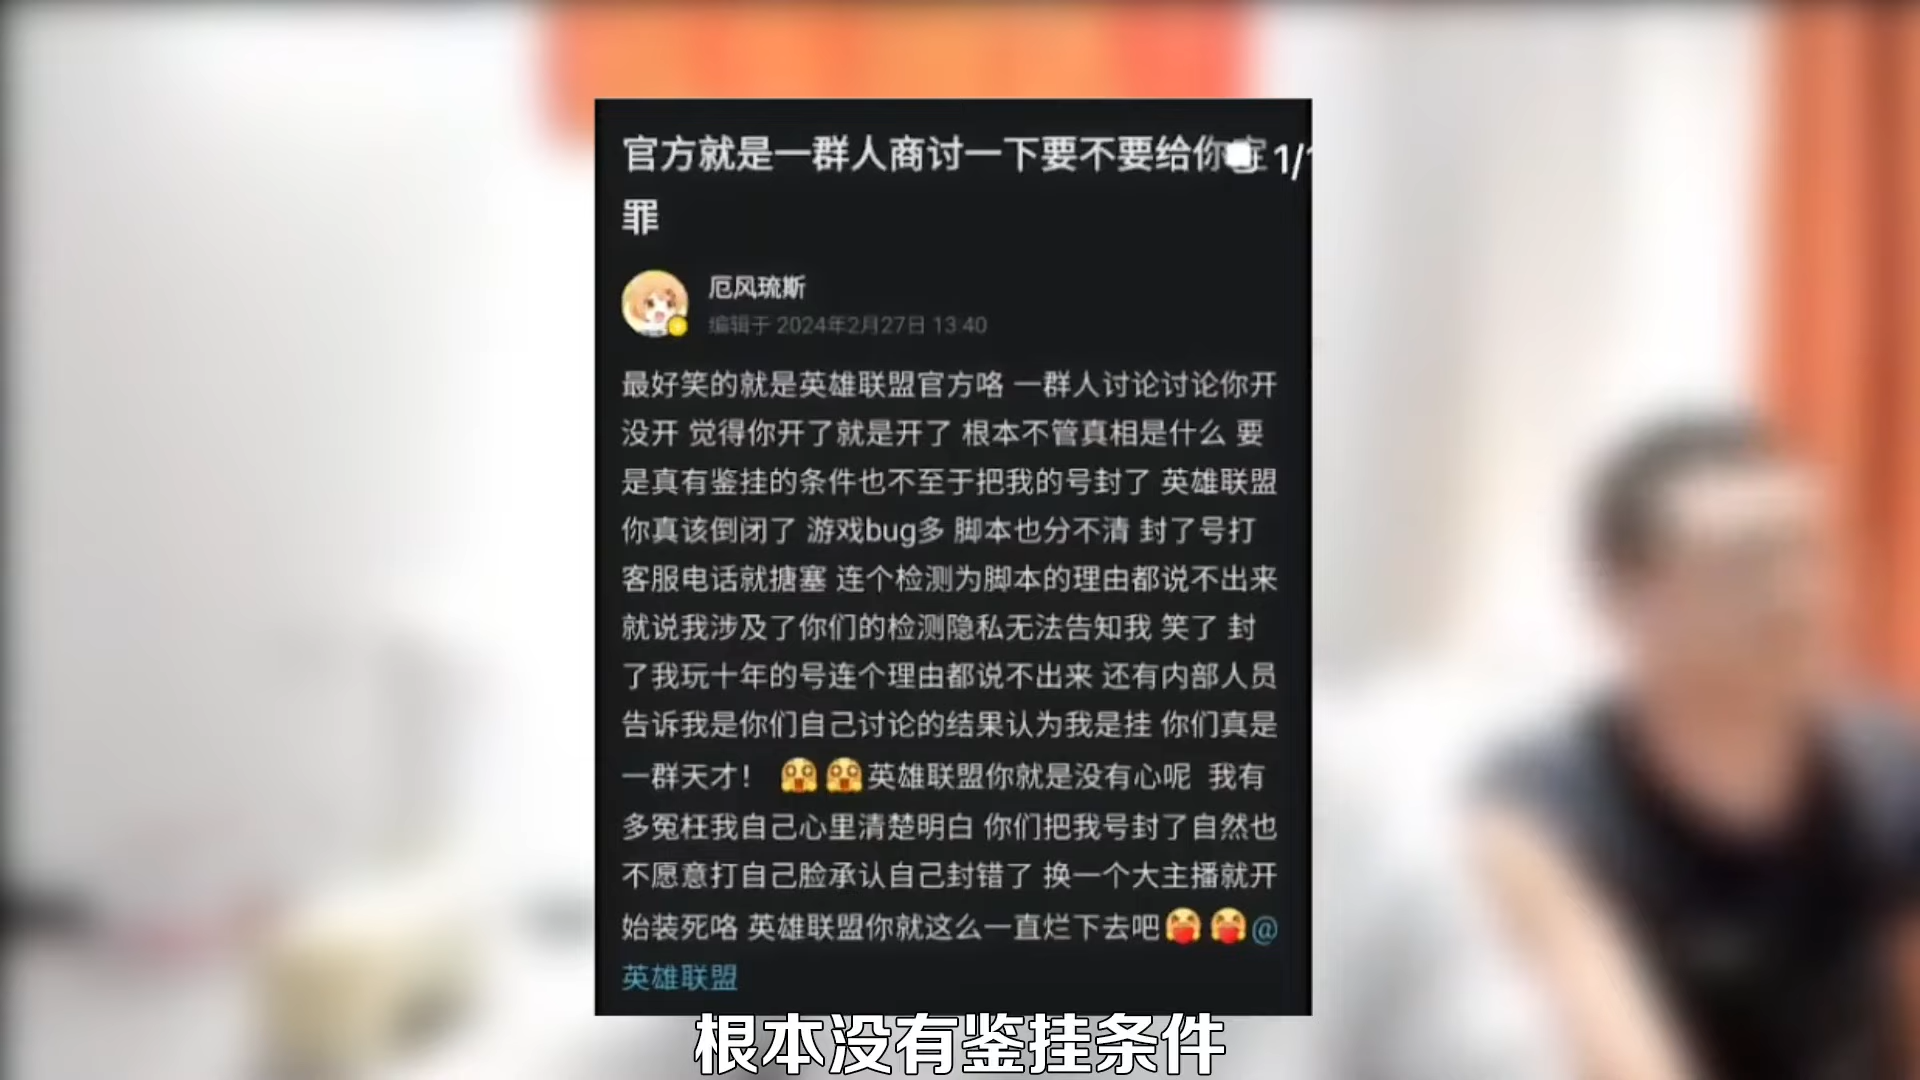 官方就是一群人商讨一下要不要给你定 1/1
罪
厄风琉斯
编辑于 2024年2月27日 13:40
最好笑的就是英雄联盟官方咯 一群人讨论讨论你开
没开 觉得你开了就是开了 根本不管真相是什么 要
是真有鉴挂的条件也不至于把我的号封了 英雄联盟
你真该倒闭了 游戏bug多 脚本也分不清 封了号打
客服电话就搪塞 连个检测为脚本的理由都说不出来
就说我涉及了你们的检测隐私无法告知我 笑了 封
了我玩十年的号连个理由都说不出来 还有内部人员
告诉我是你们自己讨论的结果认为我是挂 你们真是
一群天才！ 英雄联盟你就是没有心呢 我有
多冤枉我自己心里清楚明白 你们把我号封了自然也
不愿意打自己脸承认自己封错了 换一个大主播就开
始装死咯 英雄联盟你就这么一直烂下去吧 @
英雄联盟
根本没有鉴挂条件